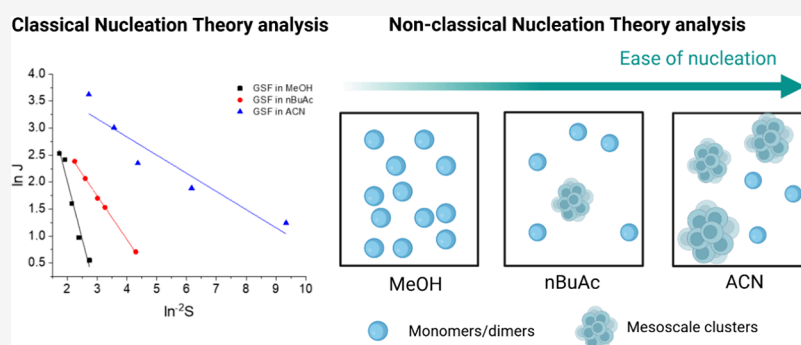 Classical Nucleation Theory analysis
Non-classical Nucleation Theory analysis
Ease of nucleation
4.0
3.5
3.0
2.5
2.0
1.5
1.0
0.5
ln J
GSF in MeOH
GSF in nBuAc
GSF in ACN
2 3 4 5 6 7 8 9 10
ln⁻²S
MeOH
nBuAc
ACN
Monomers/dimers
Mesoscale clusters